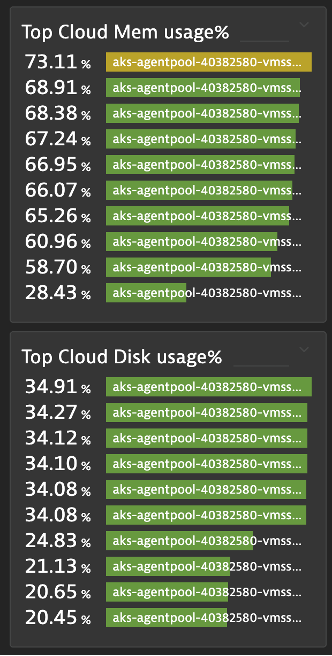 Top Cloud Mem usage%
73.11 % aks-agentpool-40382580-vmss...
68.91 % aks-agentpool-40382580-vmss...
68.38 % aks-agentpool-40382580-vmss...
67.24 % aks-agentpool-40382580-vmss...
66.95 % aks-agentpool-40382580-vmss...
66.07 % aks-agentpool-40382580-vmss...
65.26 % aks-agentpool-40382580-vmss...
60.96 % aks-agentpool-40382580-vmss...
58.70 % aks-agentpool-40382580-vmss...
28.43 % aks-agentpool-40382580-vmss...
Top Cloud Disk usage%
34.91 % aks-agentpool-40382580-vmss...
34.27 % aks-agentpool-40382580-vmss...
34.12 % aks-agentpool-40382580-vmss...
34.10 % aks-agentpool-40382580-vmss...
34.08 % aks-agentpool-40382580-vmss...
34.08 % aks-agentpool-40382580-vmss...
24.83 % aks-agentpool-40382580-vmss...
21.13 % aks-agentpool-40382580-vmss...
20.65 % aks-agentpool-40382580-vmss...
20.45 % aks-agentpool-40382580-vmss...